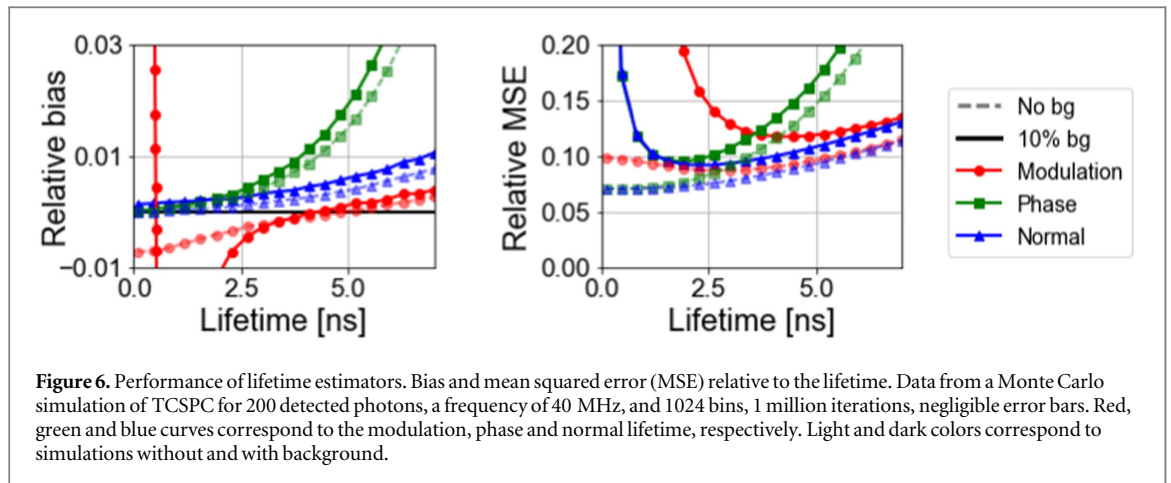 0.03
0.01
−0.01
Relative bias
0.0
2.5
5.0
Lifetime [ns]
0.20
0.15
0.10
0.05
0.00
Relative MSE
0.0
2.5
5.0
Lifetime [ns]
No bg
10% bg
Modulation
Phase
Normal
Figure 6. Performance of lifetime estimators. Bias and mean squared error (MSE) relative to the lifetime. Data from a Monte Carlo
simulation of TCSPC for 200 detected photons, a frequency of 40 MHz, and 1024 bins, 1 million iterations, negligible error bars. Red,
green and blue curves correspond to the modulation, phase and normal lifetime, respectively. Light and dark colors correspond to
simulations without and with background.